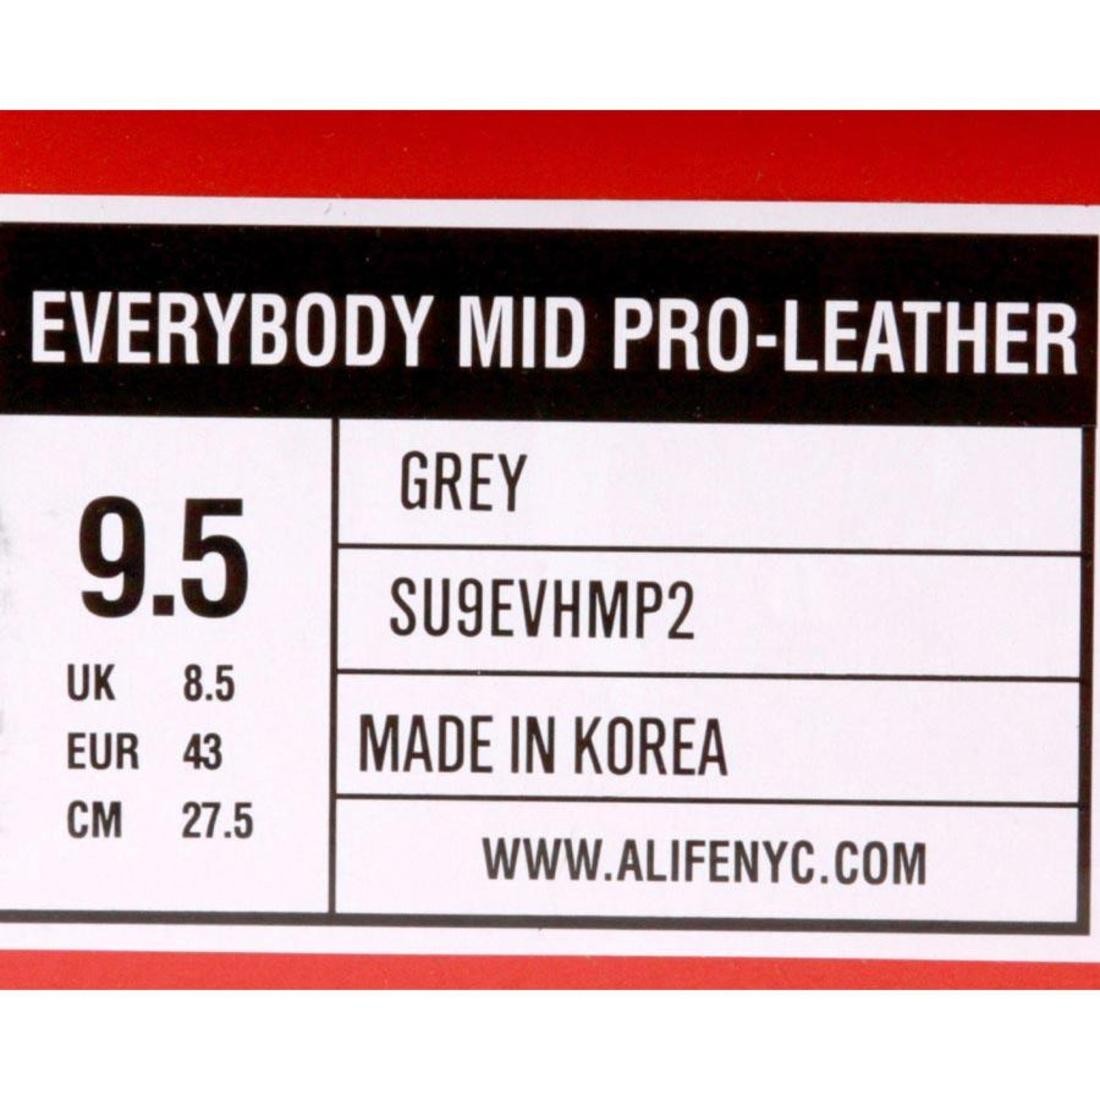 EVERYBODY MID PRO-LEATHER
9.5
UK 8.5
EUR 43
CM 27.5
GREY
SU9EVHMP2
MADE IN KOREA
WWW.ALIFENYC.COM